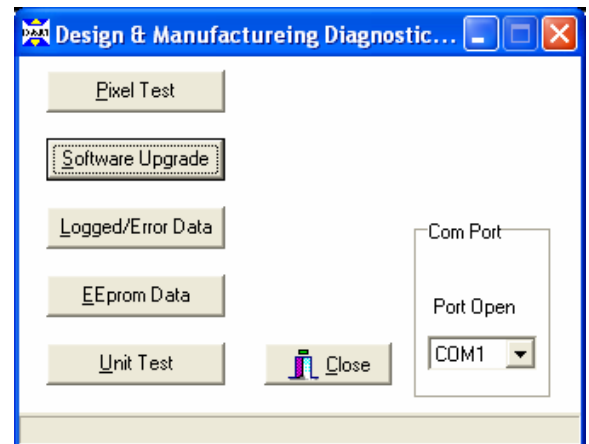 Design & Manufactureing Diagnostic...
Pixel Test
Software Upgrade
Logged/Error Data
EEprom Data
Unit Test
Close
Com Port
Port Open
COM1